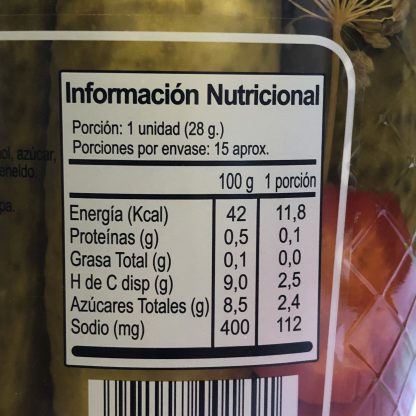 Información Nutricional
Porción: 1 unidad (28 g.)
Porciones por envase: 15 aprox.
100 g 1 porción
Energía (Kcal) 42 11,8
Proteínas (g) 0,5 0,1
Grasa Total (g) 0,1 0,0
H de C disp (g) 9,0 2,5
Azúcares Totales (g) 8,5 2,4
Sodio (mg) 400 112
azúcar,